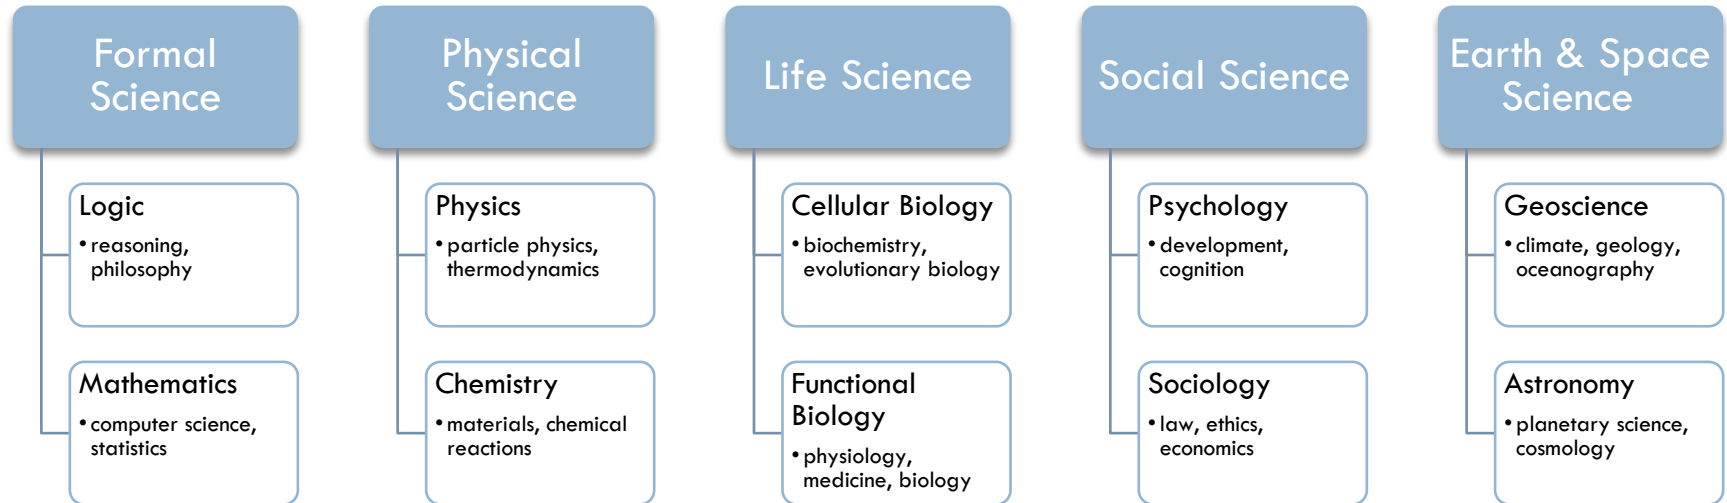 Formal
Science
Logic
• reasoning,
philosophy
Mathematics
• computer science,
statistics
Physical
Science
Physics
• particle physics,
thermodynamics
Chemistry
• materials, chemical
reactions
Life Science
Cellular Biology
• biochemistry,
evolutionary biology
Functional
Biology
• physiology,
medicine, biology
Social Science
Psychology
• development,
cognition
Sociology
• law, ethics,
economics
Earth & Space
Science
Geoscience
• climate, geology,
oceanography
Astronomy
• planetary science,
cosmology